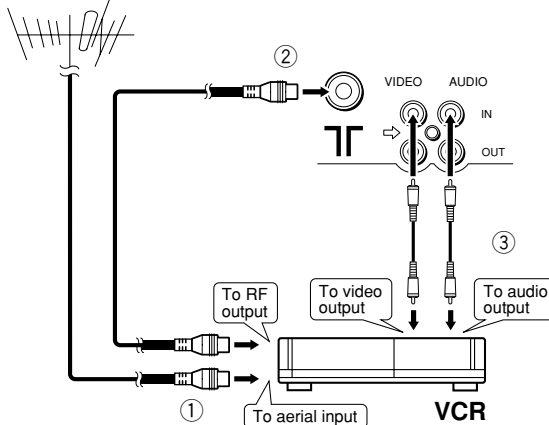 ②
VIDEO AUDIO
IN
OUT
③
To RF
output
To video
output
To audio
output
①
To aerial input
VCR